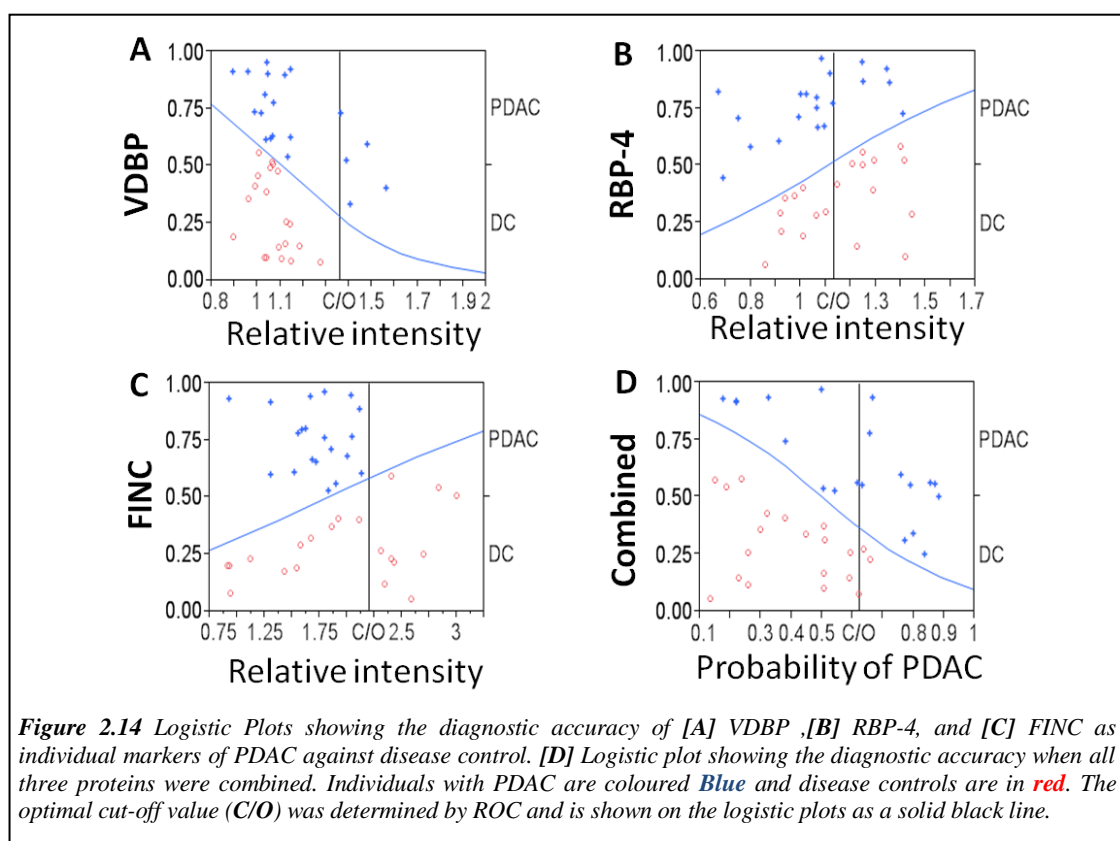 A
VDBP
1.00
0.75
0.50
0.25
0.00
PDAC
DC
0.8 1 1.1 C/O 1.5 1.7 1.9 2
Relative intensity
B
RBP-4
1.00
0.75
0.50
0.25
0.00
PDAC
DC
0.6 1 C/O 1.3 1.5 1.7
Relative intensity
C
FINC
1.00
0.75
0.50
0.25
0.00
PDAC
DC
0.75 1.25 1.75 C/O 2.5 3
Relative intensity
D
Combined
1.00
0.75
0.50
0.25
0.00
PDAC
DC
0.1 0.3 0.4 0.5 C/O 0.8 0.9 1
Probability of PDAC
Figure 2.14 Logistic Plots showing the diagnostic accuracy of [A] VDBP ,[B] RBP-4, and [C] FINC as
individual markers of PDAC against disease control. [D] Logistic plot showing the diagnostic accuracy when all
three proteins were combined. Individuals with PDAC are coloured Blue and disease controls are in red. The
optimal cut-off value (C/O) was determined by ROC and is shown on the logistic plots as a solid black line.